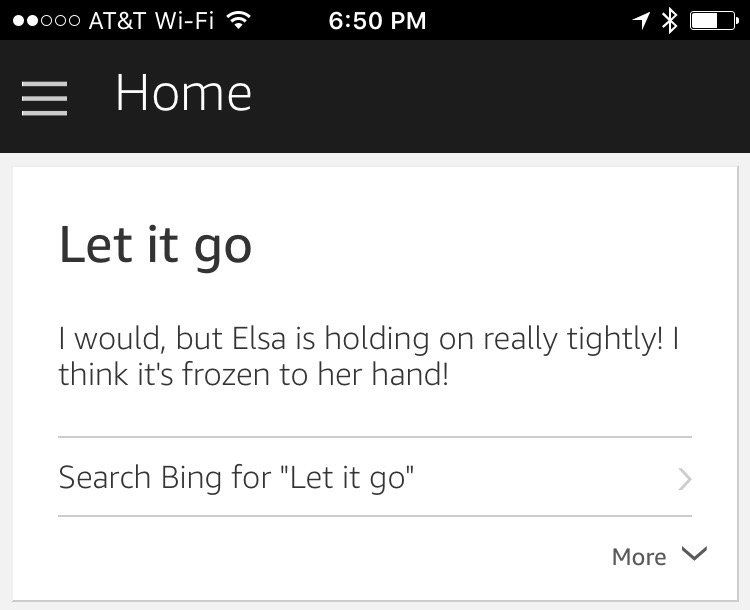 AT&T Wi-Fi 6:50 PM
Home
Let it go
I would, but Elsa is holding on really tightly! I
think it's frozen to her hand!
Search Bing for "Let it go"
More